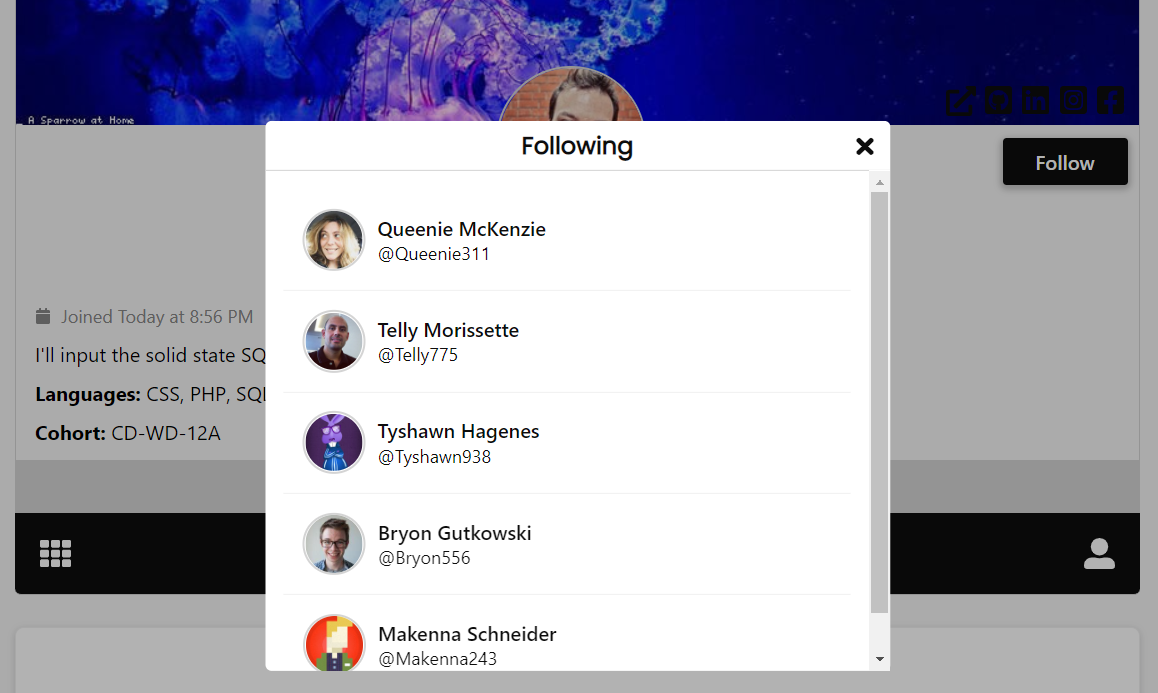 A Sparrow at Home
Following
Follow
Queenie McKenzie
@Queenie311
Telly Morissette
@Telly775
Joined Today at 8:56 PM
I'll input the solid state SQ
Languages: CSS, PHP, SQL
Cohort: CD-WD-12A
Tyshawn Hagenes
@Tyshawn938
Bryon Gutkowski
@Bryon556
Makenna Schneider
@Makenna243